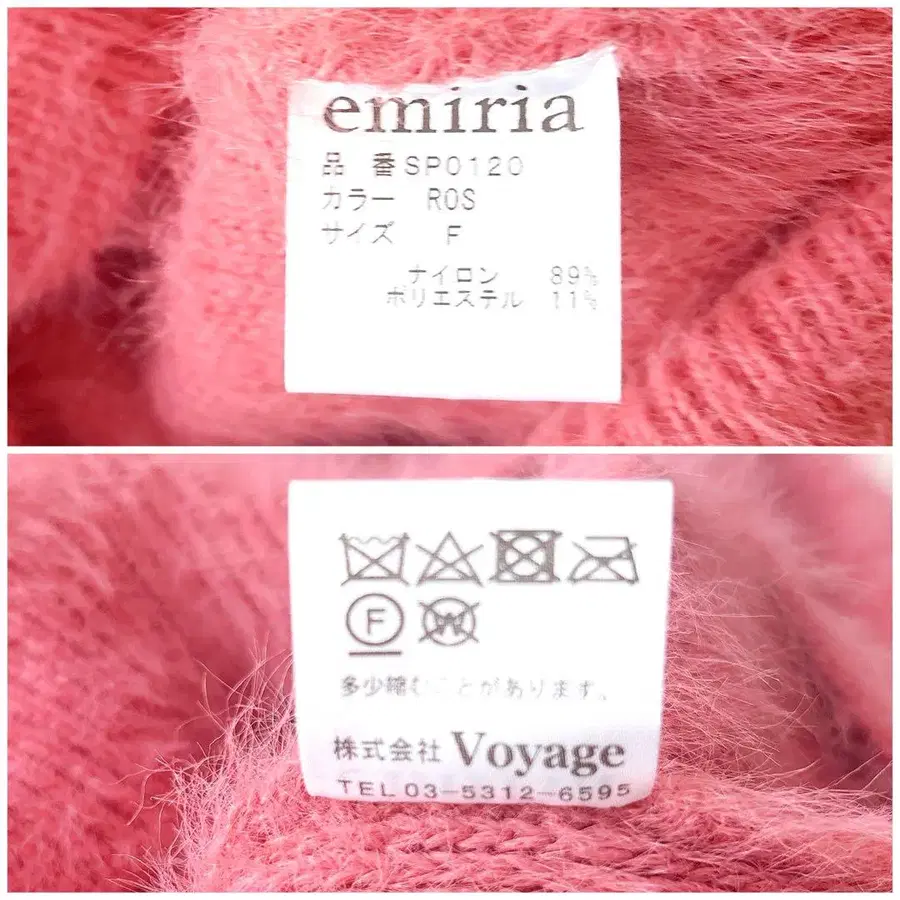 emiria
品 番 SP0120
カラー ROS
サイズ F
ナイロン 89%
ポリエステル 11%
F
W
多少縮むことがあります。
株式会社 Voyage
TEL 03-5312-6595